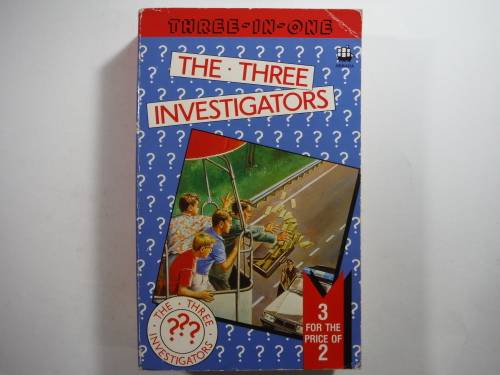 THREE-IN-ONE
THE · THREE
INVESTIGATORS
THE · THREE
???
INVESTIGATORS
3
FOR THE
PRICE OF
2